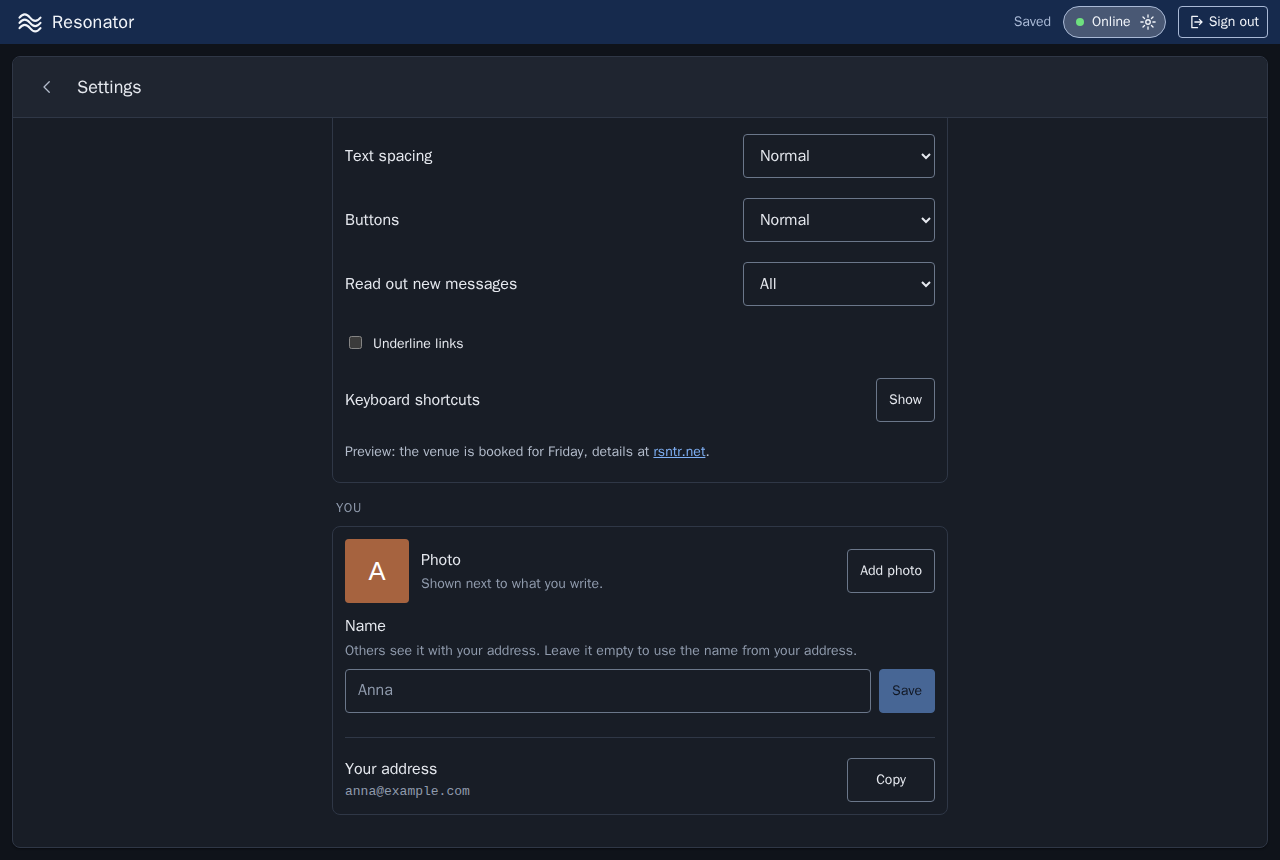 Resonator
Saved
Online
Sign out
Settings
Text spacing
Normal
Buttons
Normal
Read out new messages
All
Underline links
Keyboard shortcuts
Show
Preview: the venue is booked for Friday, details at rsntr.net.
YOU
A
Photo
Shown next to what you write.
Add photo
Name
Others see it with your address. Leave it empty to use the name from your address.
Anna
Save
Your address
anna@example.com
Copy